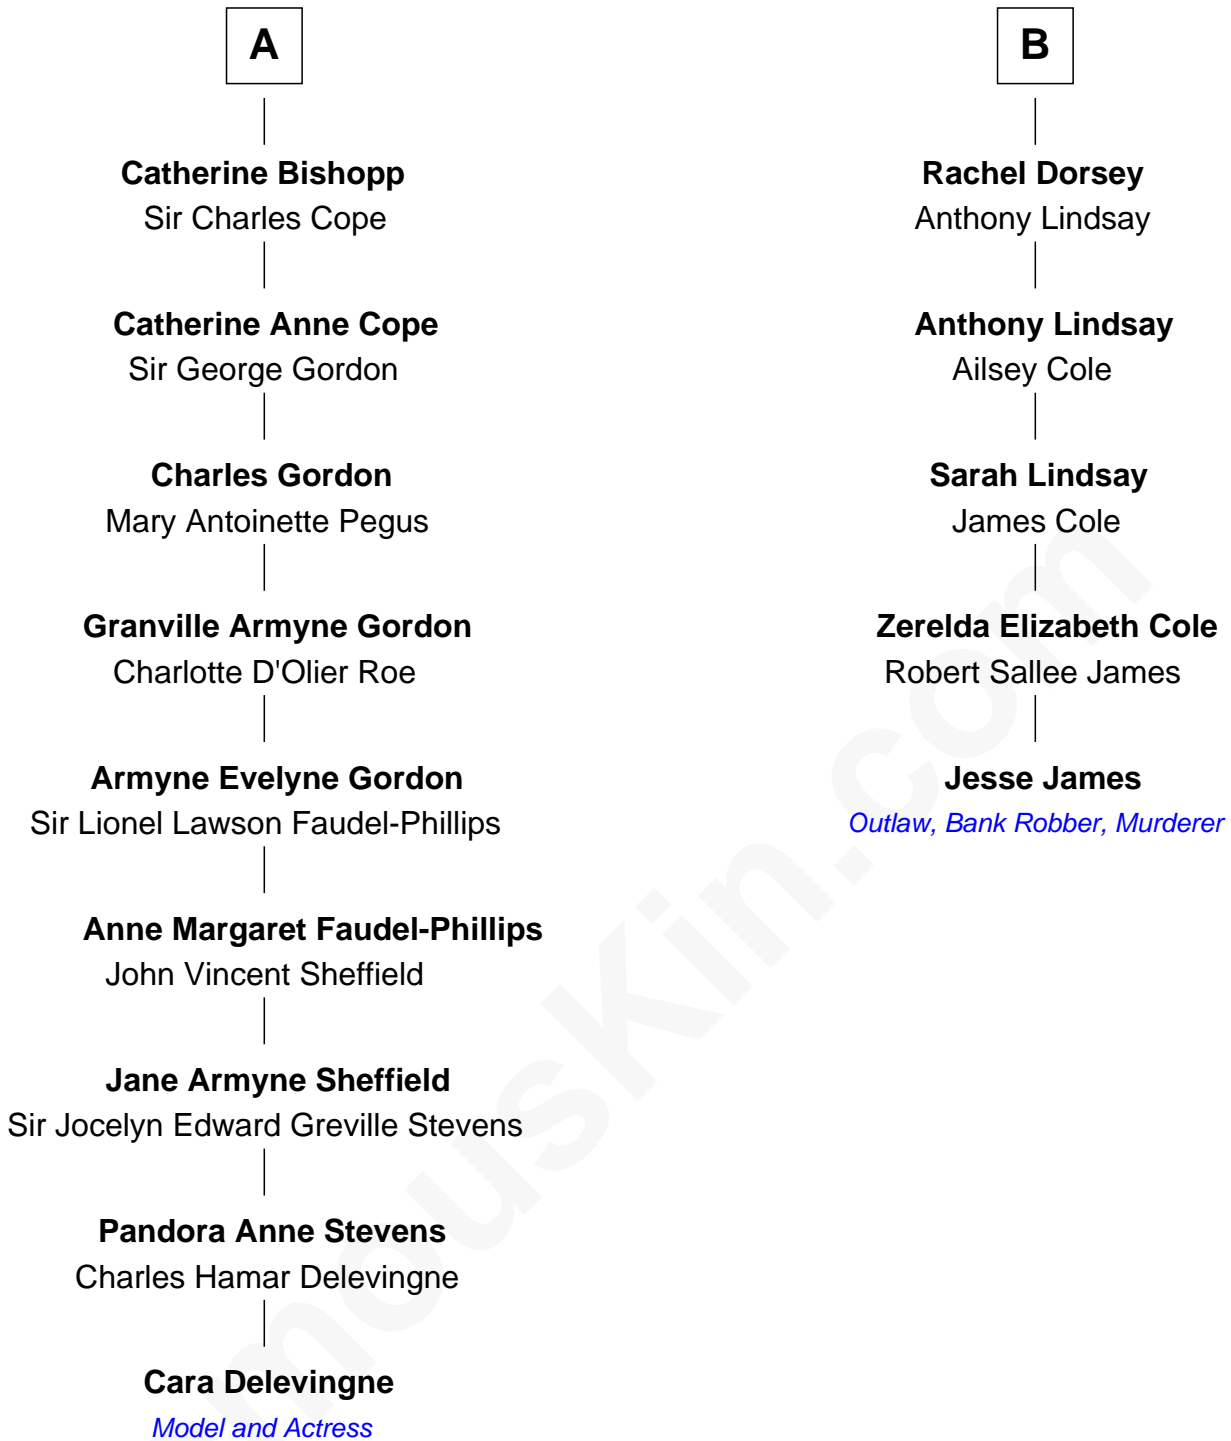 A
Catherine Bishopp
Sir Charles Cope
Catherine Anne Cope
Sir George Gordon
Charles Gordon
Mary Antoinette Pegus
Granville Armyne Gordon
Charlotte D'Olier Roe
Armyne Evelyne Gordon
Sir Lionel Lawson Faudel-Phillips
Anne Margaret Faudel-Phillips
John Vincent Sheffield
Jane Armyne Sheffield
Sir Jocelyn Edward Greville Stevens
Pandora Anne Stevens
Charles Hamar Delevingne
Cara Delevingne
Model and Actress
B
Rachel Dorsey
Anthony Lindsay
Anthony Lindsay
Ailsey Cole
Sarah Lindsay
James Cole
Zerelda Elizabeth Cole
Robert Sallee James
Jesse James
Outlaw, Bank Robber, Murderer
mousKin.com